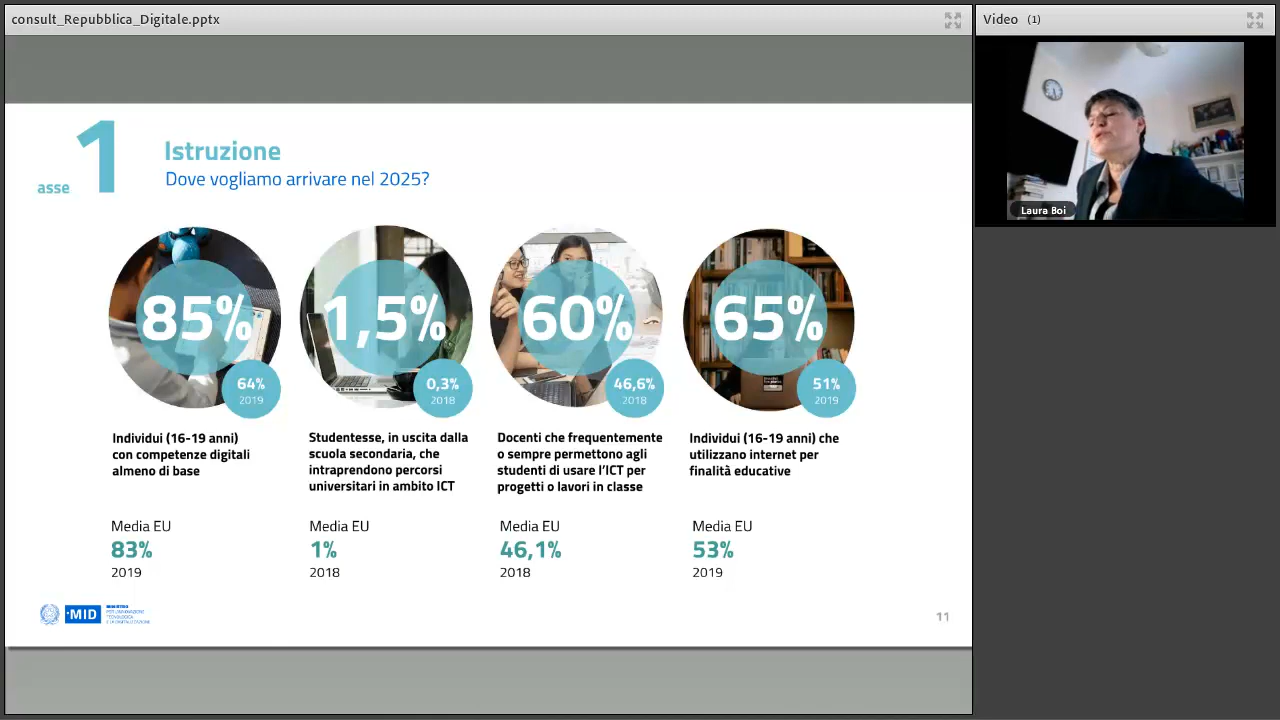 consult_Repubblica_Digitale.pptx
Video (1)
Laura Boi
asse 1
Istruzione
Dove vogliamo arrivare nel 2025?
85%
64%
2019
Individui (16-19 anni)
con competenze digitali
almeno di base
Media EU
83%
2019
1,5%
0,3%
2018
Studentesse, in uscita dalla
scuola secondaria, che
intraprendono percorsi
universitari in ambito ICT
Media EU
1%
2018
60%
46,6%
2018
Docenti che frequentemente
o sempre permettono agli
studenti di usare l’ICT per
progetti o lavori in classe
Media EU
46,1%
2018
65%
51%
2019
Individui (16-19 anni) che
utilizzano internet per
finalità educative
Media EU
53%
2019
MID
11